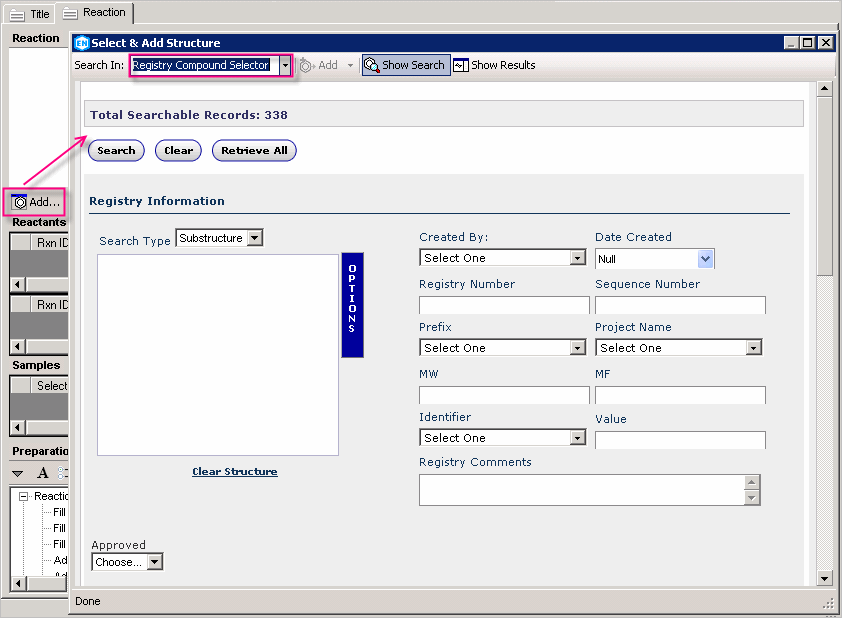 Title Reaction
Reaction
Select & Add Structure
Search In: Registry Compound Selector Add Show Search Show Results
Total Searchable Records: 338
Search Clear Retrieve All
Add...
Registry Information
Reactants
Rxn ID
Rxn ID
Samples
Select
Preparatio
A
Reactio
Fill
Fill
Fill
Ad
Search Type Substructure
OPTIONS
Clear Structure
Created By: Date Created
Select One Null
Registry Number Sequence Number
Prefix Project Name
Select One Select One
MW MF
Identifier Value
Select One
Registry Comments
Approved
Choose...
Done